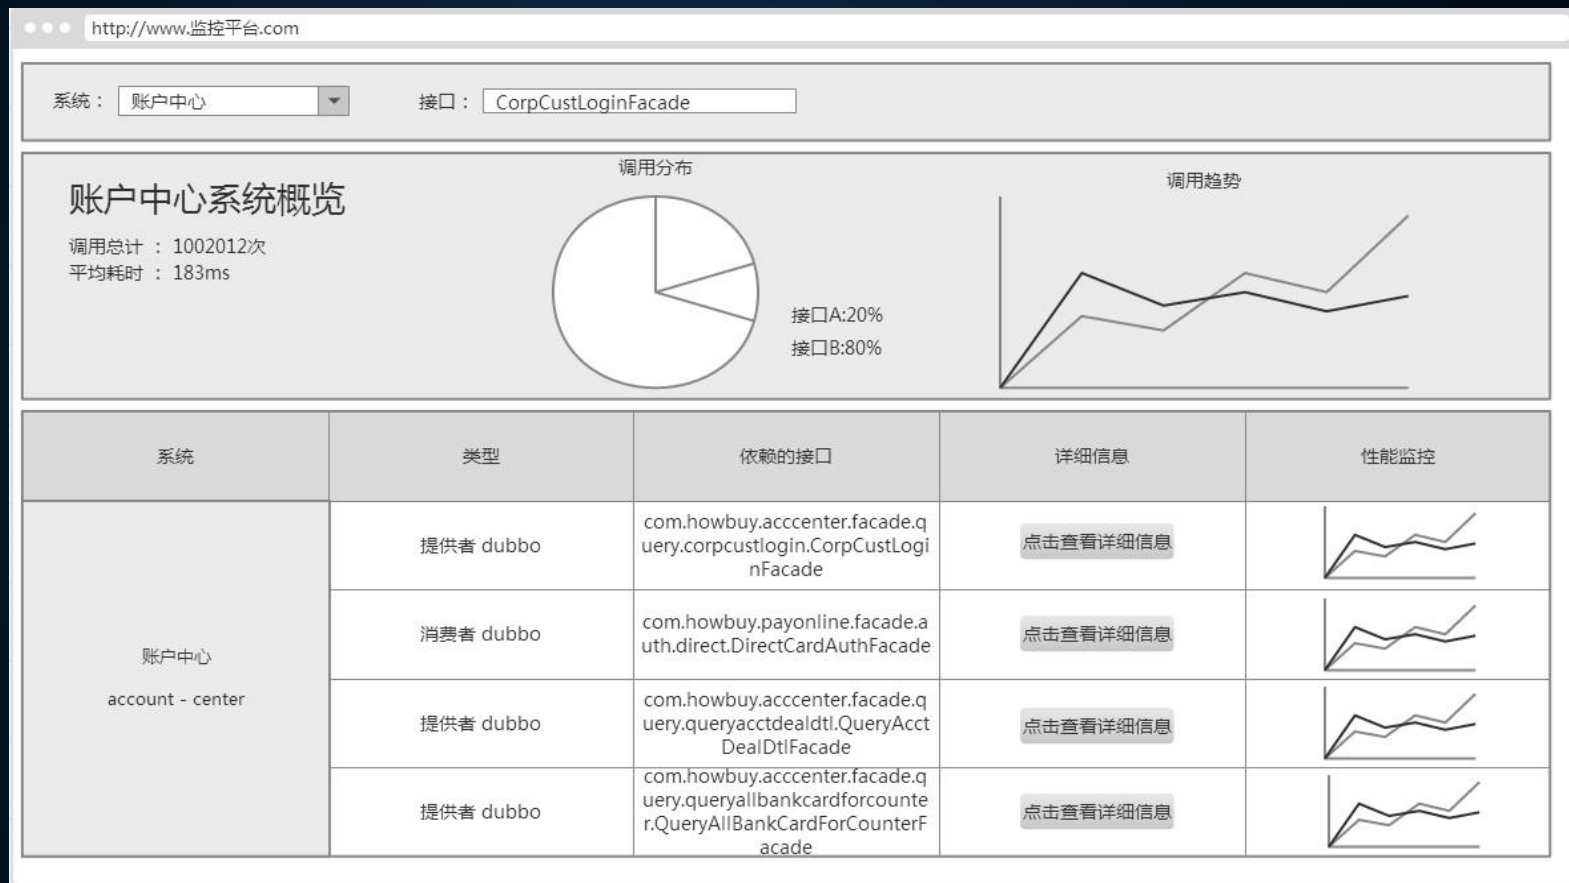 http://www.监控平台.com
系统： 账户中心 接口： CorpCustLoginFacade
账户中心系统概览
调用总计 ： 1002012次
平均耗时 ： 183ms
调用分布
接口A:20%
接口B:80%
调用趋势
系统 类型 依赖的接口 详细信息 性能监控
账户中心
account - center
提供者 dubbo
com.howbuy.acccenter.facade.q
uery.corpcustlogin.CorpCustLogi
nFacade
点击查看详细信息
消费者 dubbo
com.howbuy.payonline.facade.a
uth.direct.DirectCardAuthFacade
点击查看详细信息
提供者 dubbo
com.howbuy.acccenter.facade.q
uery.queryacctdealdtl.QueryAcct
DealDtlFacade
点击查看详细信息
提供者 dubbo
com.howbuy.acccenter.facade.q
uery.queryallbankcardforcounte
r.QueryAllBankCardForCounterF
acade
点击查看详细信息